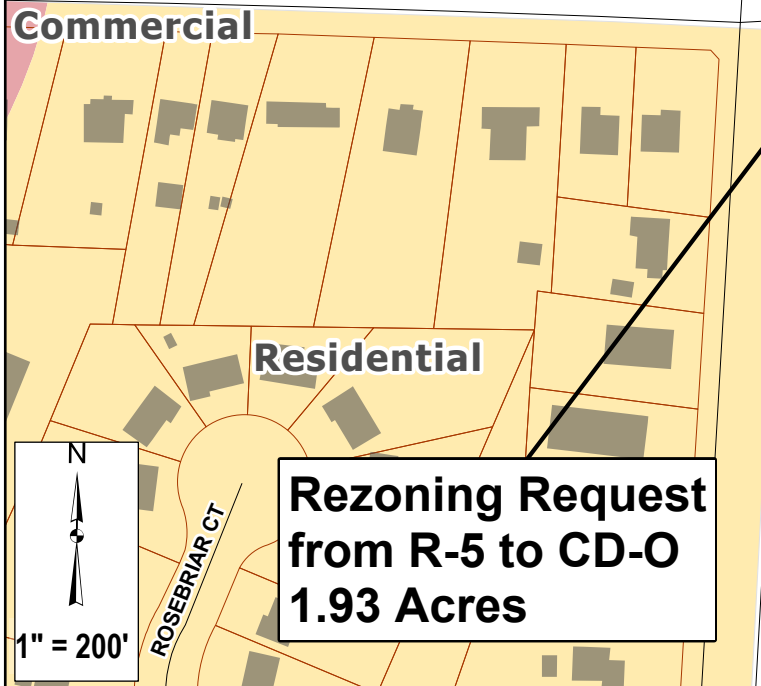 Commercial
Residential
N
1" = 200'
ROSEBRIAR CT
Rezoning Request
from R-5 to CD-O
1.93 Acres